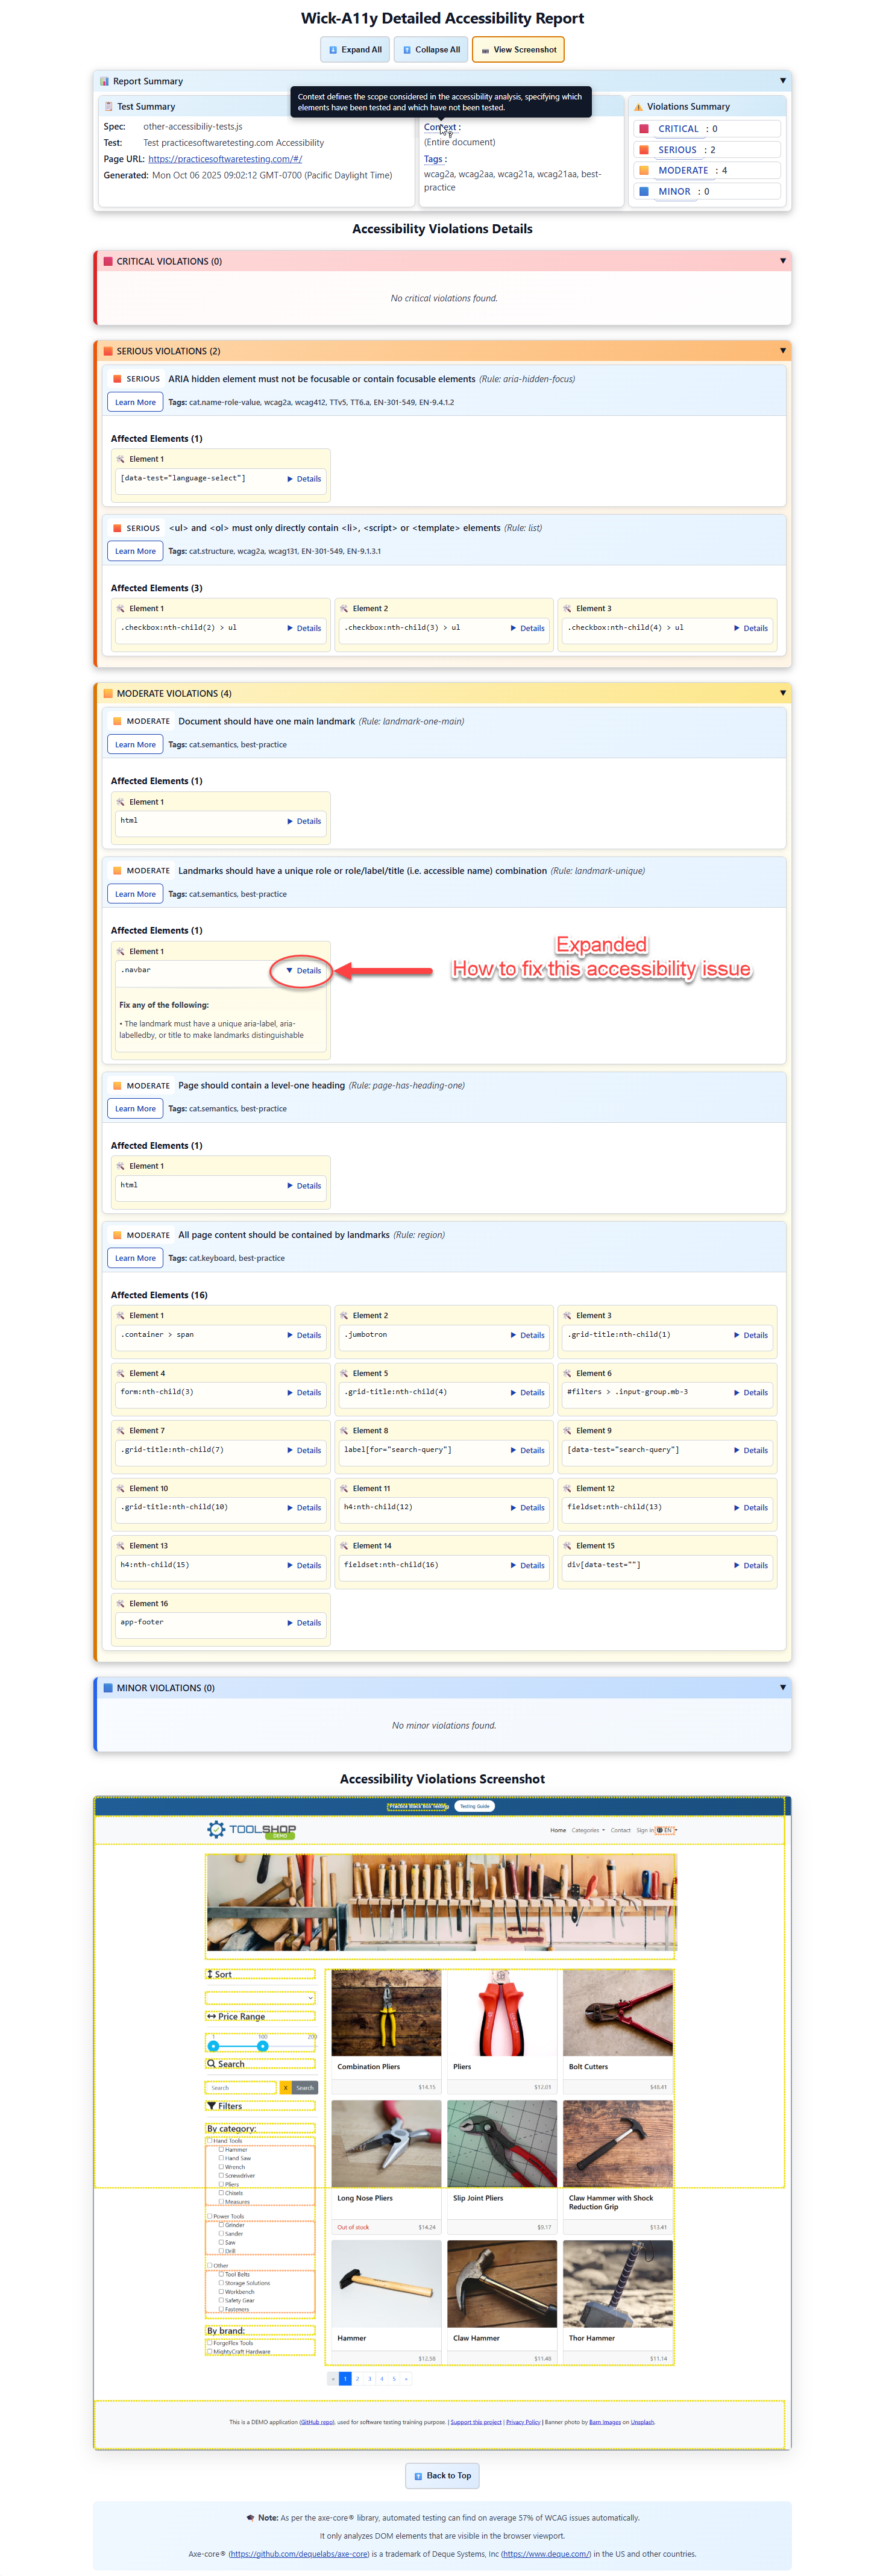 Wick-A11y Detailed Accessibility Report
Expand All
Collapse All
View Screenshot
Report Summary
Test Summary
Spec: other-accessibiliy-tests.js
Test: Test practicesoftwaretesting.com Accessibility
Page URL: https://practicesoftwaretesting.com/#/
Generated: Mon Oct 06 2025 09:02:12 GMT-0700 (Pacific Daylight Time)
Context defines the scope considered in the accessibility analysis, specifying which
elements have been tested and which have not been tested.
Context :
(Entire document)
Tags :
wcag2a, wcag2aa, wcag21a, wcag21aa, best-
practice
Violations Summary
CRITICAL : 0
SERIOUS : 2
MODERATE : 4
MINOR : 0
Accessibility Violations Details
CRITICAL VIOLATIONS (0)
No critical violations found.
SERIOUS VIOLATIONS (2)
SERIOUS ARIA hidden element must not be focusable or contain focusable elements (Rule: aria-hidden-focus)
Learn More Tags: cat.name-role-value, wcag2a, wcag412, TTv5, TT6.a, EN-301-549, EN-9.4.1.2
Affected Elements (1)
Element 1
[data-test="language-select"] Details
SERIOUS <ul> and <ol> must only directly contain <li>, <script> or <template> elements (Rule: list)
Learn More Tags: cat.structure, wcag2a, wcag131, EN-301-549, EN-9.1.3.1
Affected Elements (3)
Element 1 Element 2 Element 3
.checkbox:nth-child(2) > ul Details .checkbox:nth-child(3) > ul Details .checkbox:nth-child(4) > ul Details
MODERATE VIOLATIONS (4)
MODERATE Document should have one main landmark (Rule: landmark-one-main)
Learn More Tags: cat.semantics, best-practice
Affected Elements (1)
Element 1
html Details
MODERATE Landmarks should have a unique role or role/label/title (i.e. accessible name) combination (Rule: landmark-unique)
Learn More Tags: cat.semantics, best-practice
Affected Elements (1)
Element 1
.navbar Details
Expanded
How to fix this accessibility issue
Fix any of the following:
• The landmark must have a unique aria-label, aria-
labelledby, or title to make landmarks distinguishable
MODERATE Page should contain a level-one heading (Rule: page-has-heading-one)
Learn More Tags: cat.semantics, best-practice
Affected Elements (1)
Element 1
html Details
MODERATE All page content should be contained by landmarks (Rule: region)
Learn More Tags: cat.keyboard, best-practice
Affected Elements (16)
Element 1 Element 2 Element 3
.container > span Details .jumbotron Details .grid-title:nth-child(1) Details
Element 4 Element 5 Element 6
form:nth-child(3) Details .grid-title:nth-child(4) Details #filters > .input-group.mb-3 Details
Element 7 Element 8 Element 9
.grid-title:nth-child(7) Details label[for="search-query"] Details [data-test="search-query"] Details
Element 10 Element 11 Element 12
.grid-title:nth-child(10) Details h4:nth-child(12) Details fieldset:nth-child(13) Details
Element 13 Element 14 Element 15
h4:nth-child(15) Details fieldset:nth-child(16) Details div[data-test=""] Details
Element 16
app-footer Details
MINOR VIOLATIONS (0)
No minor violations found.
Accessibility Violations Screenshot
Practice Black Box Testing Testing Guide
TOOLSHOP
DEMO
Home Categories Contact Sign in EN
Sort
Price Range
1 100 200
Search
Search X Search
Filters
By category:
Hand Tools
Hammer
Hand Saw
Wrench
Screwdriver
Pliers
Chisels
Measures
Power Tools
Grinder
Sander
Saw
Drill
Other
Tool Belts
Storage Solutions
Workbench
Safety Gear
Fasteners
By brand:
ForgeFlex Tools
MightyCraft Hardware
Combination Pliers
$14.15
Pliers
$12.01
Bolt Cutters
$48.41
Long Nose Pliers
Out of stock $14.24
Slip Joint Pliers
$9.17
Claw Hammer with Shock
Reduction Grip
$13.41
Hammer
$12.58
Claw Hammer
$11.48
Thor Hammer
$11.14
« 1 2 3 4 5 »
This is a DEMO application (GitHub repo), used for software testing training purpose. | Support this project | Privacy Policy | Banner photo by Barn Images on Unsplash.
Back to Top
Note: As per the axe-core® library, automated testing can find on average 57% of WCAG issues automatically.
It only analyzes DOM elements that are visible in the browser viewport.
Axe-core® (https://github.com/dequelabs/axe-core) is a trademark of Deque Systems, Inc (https://www.deque.com/) in the US and other countries.